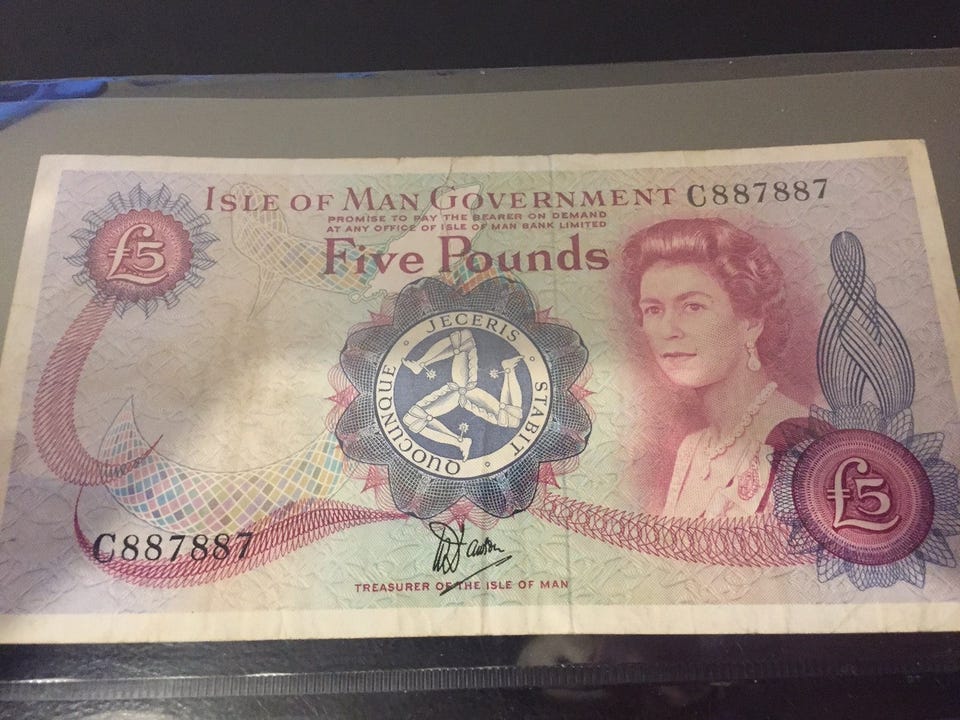 ISLE OF MAN GOVERNMENT C887887
PROMISE TO PAY THE BEARER ON DEMAND
AT ANY OFFICE OF ISLE OF MAN BANK LIMITED
Five Pounds
£5
QUOCUNQUE · JECERIS · STABIT
£5
C887887
TREASURER OF THE ISLE OF MAN